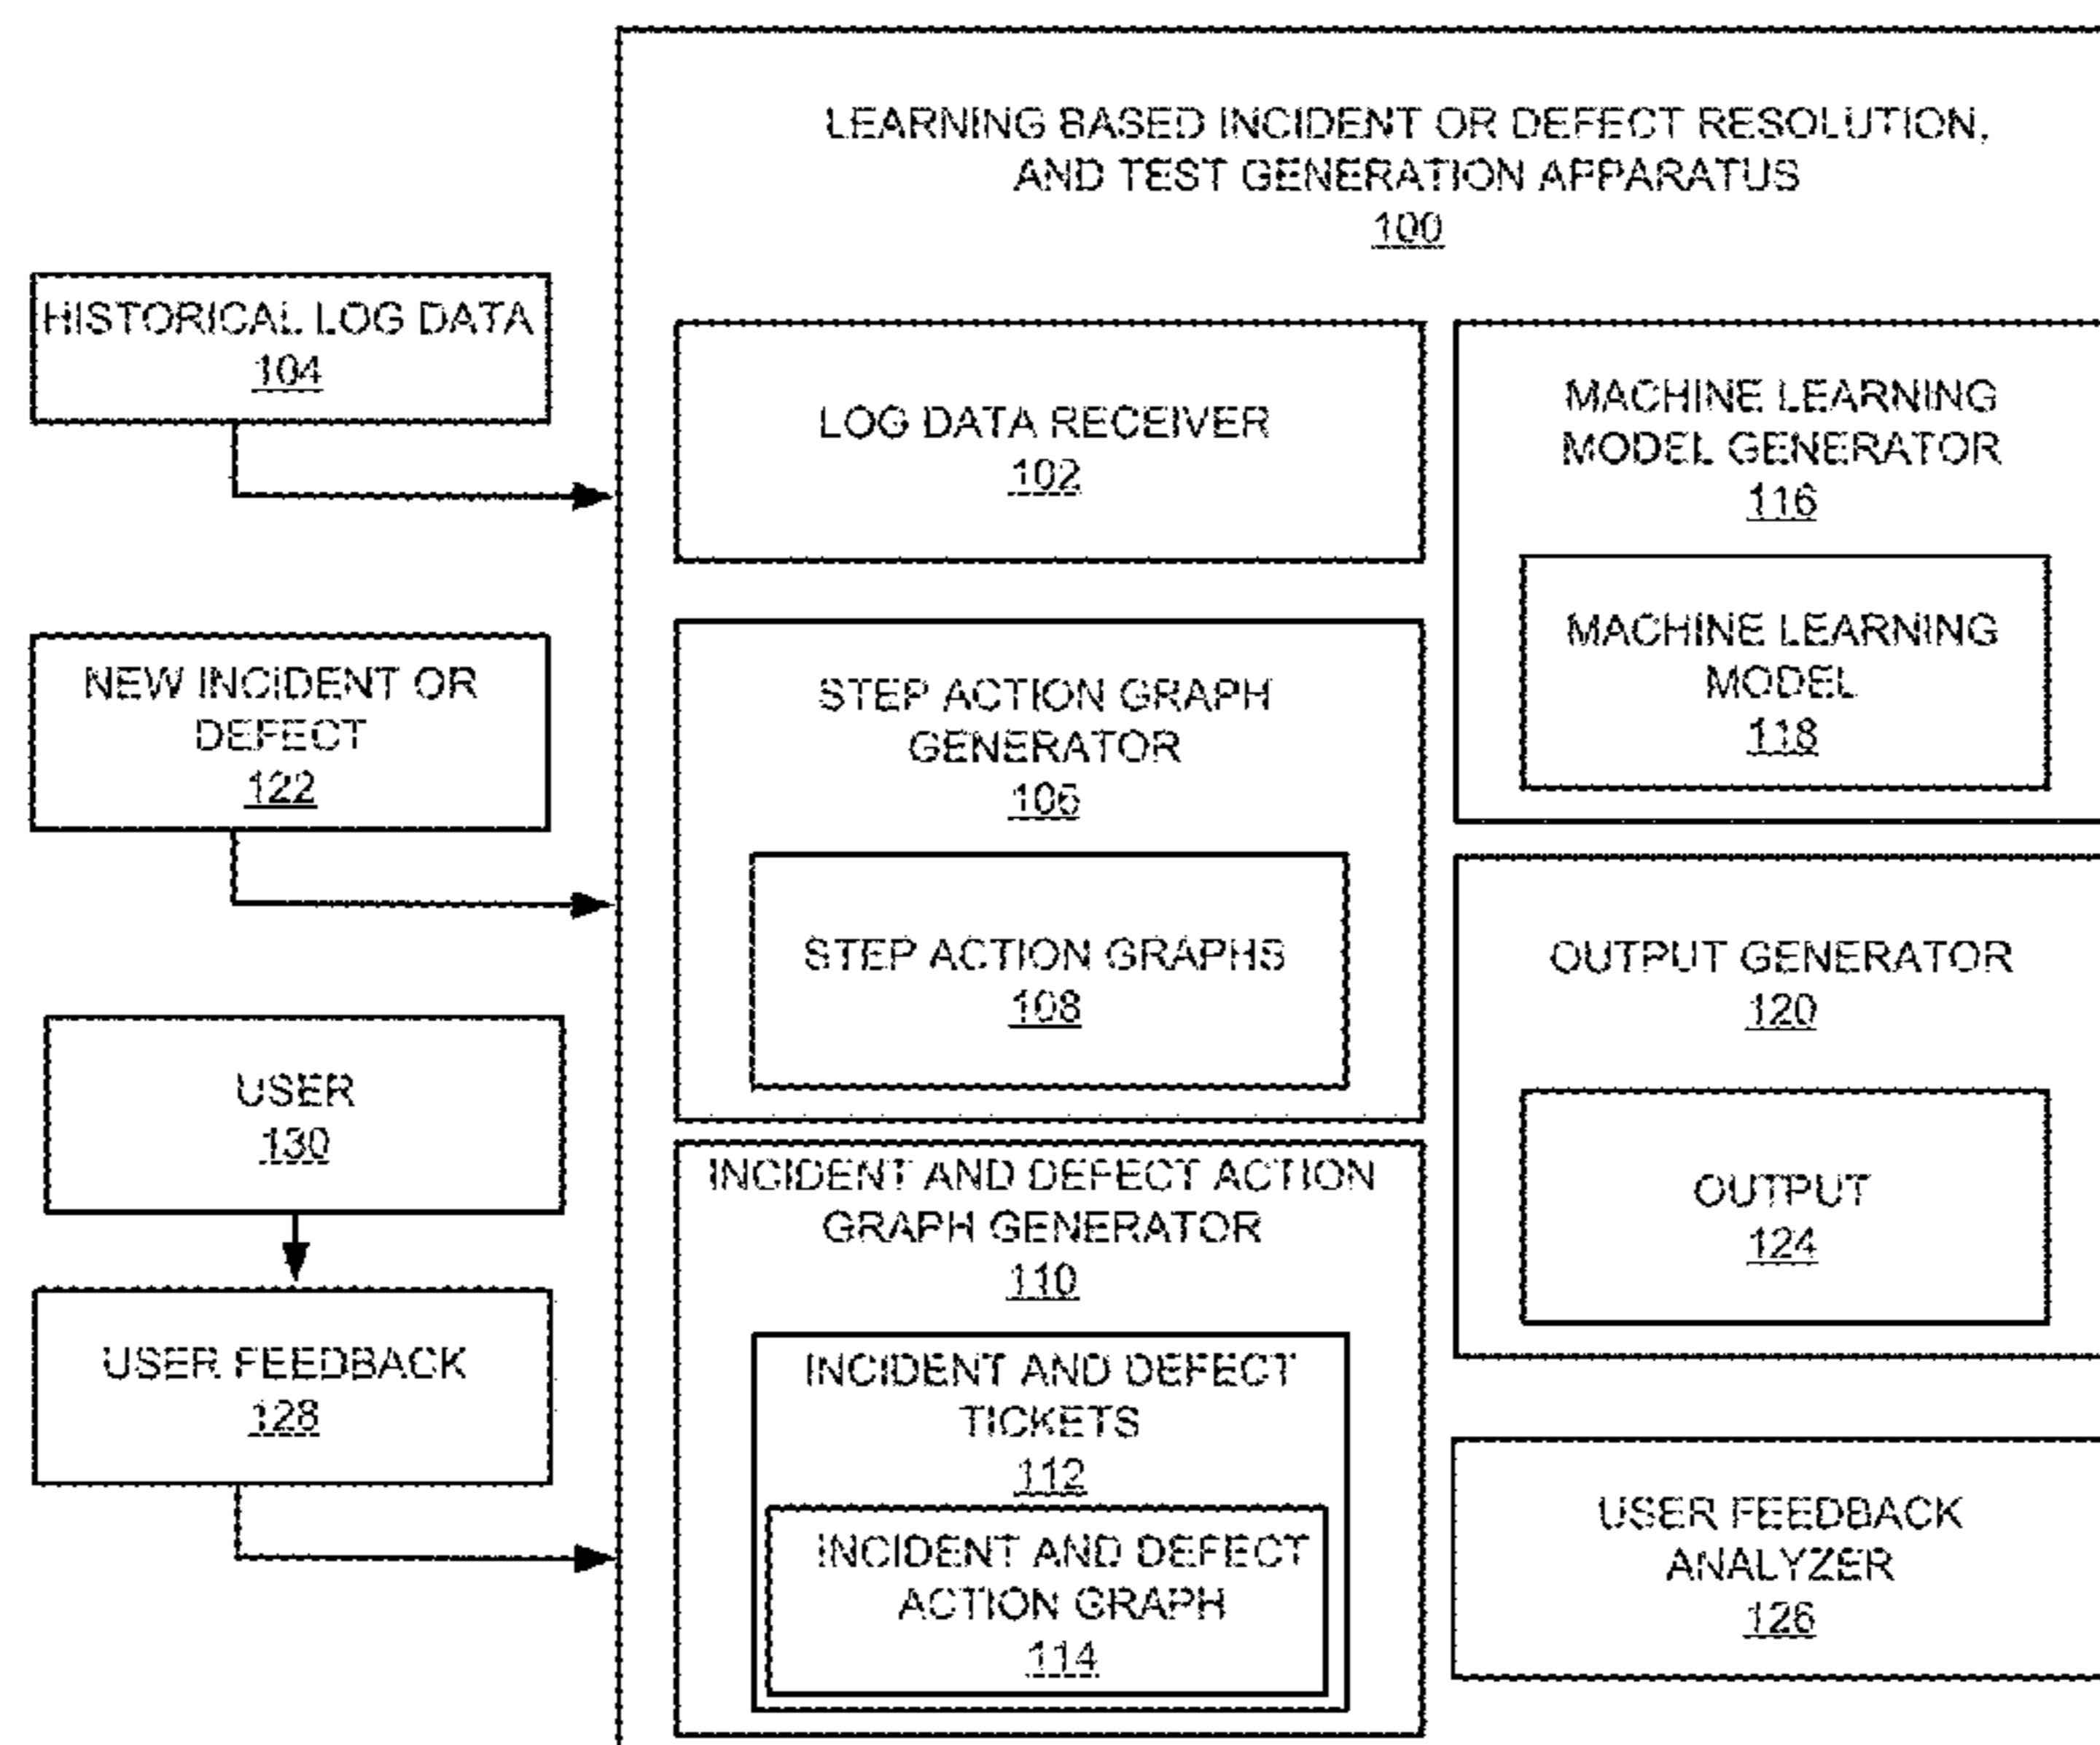 LEARNING BASED INCIDENT OR DEFECT RESOLUTION,
AND TEST GENERATION APPARATUS
100
HISTORICAL LOG DATA
104
NEW INCIDENT OR
DEFECT
122
USER
130
USER FEEDBACK
128
LOG DATA RECEIVER
102
STEP ACTION GRAPH
GENERATOR
106
STEP ACTION GRAPHS
108
INCIDENT AND DEFECT ACTION
GRAPH GENERATOR
110
INCIDENT AND DEFECT
TICKETS
112
INCIDENT AND DEFECT
ACTION GRAPH
114
MACHINE LEARNING
MODEL GENERATOR
116
MACHINE LEARNING
MODEL
118
OUTPUT GENERATOR
120
OUTPUT
124
USER FEEDBACK
ANALYZER
126